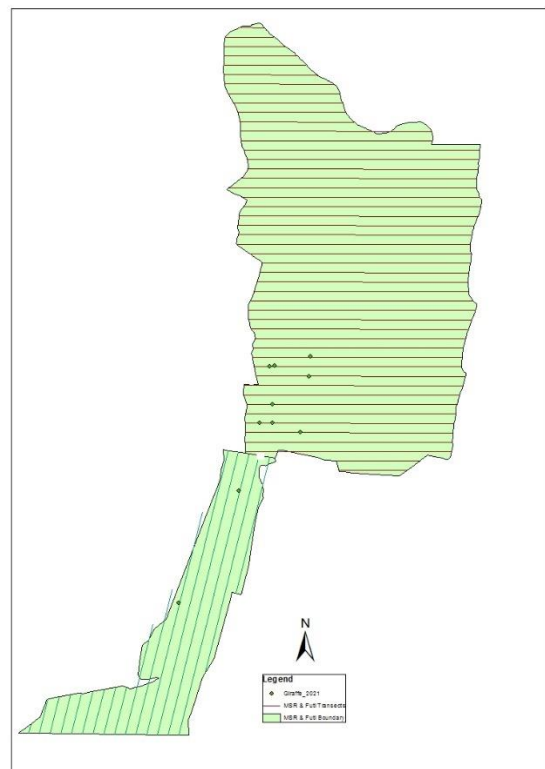 N
Legend
Giraffe_2021
MSR & Futi Transects
MSR & Futi Boundary